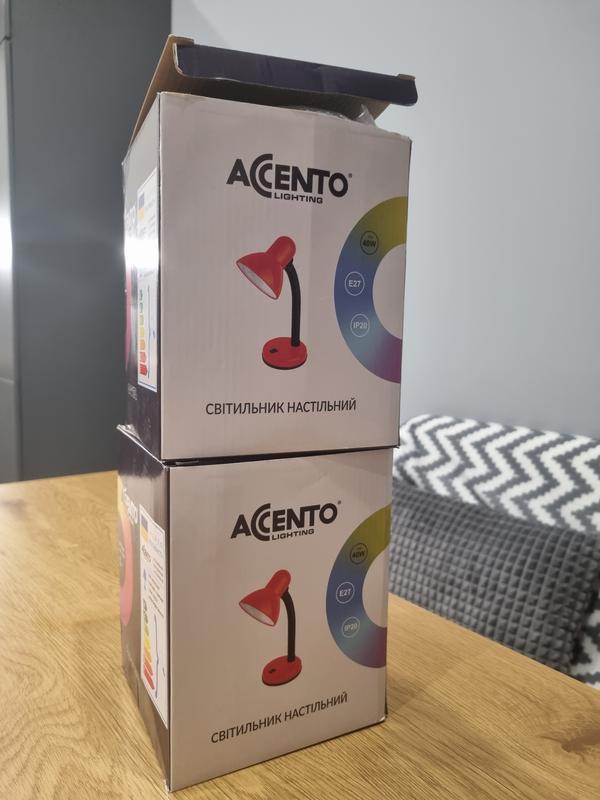 ACCENTO®
LIGHTING
40W
E27
IP20
СВІТИЛЬНИК НАСТІЛЬНИЙ
ACCENTO®
LIGHTING
40W
E27
IP20
СВІТИЛЬНИК НАСТІЛЬНИЙ